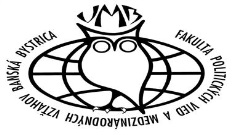 UMB
FAKULTA POLITICKÝCH VIED A MEDZINÁRODNÝCH VZŤAHOV BANSKÁ BYSTRICA